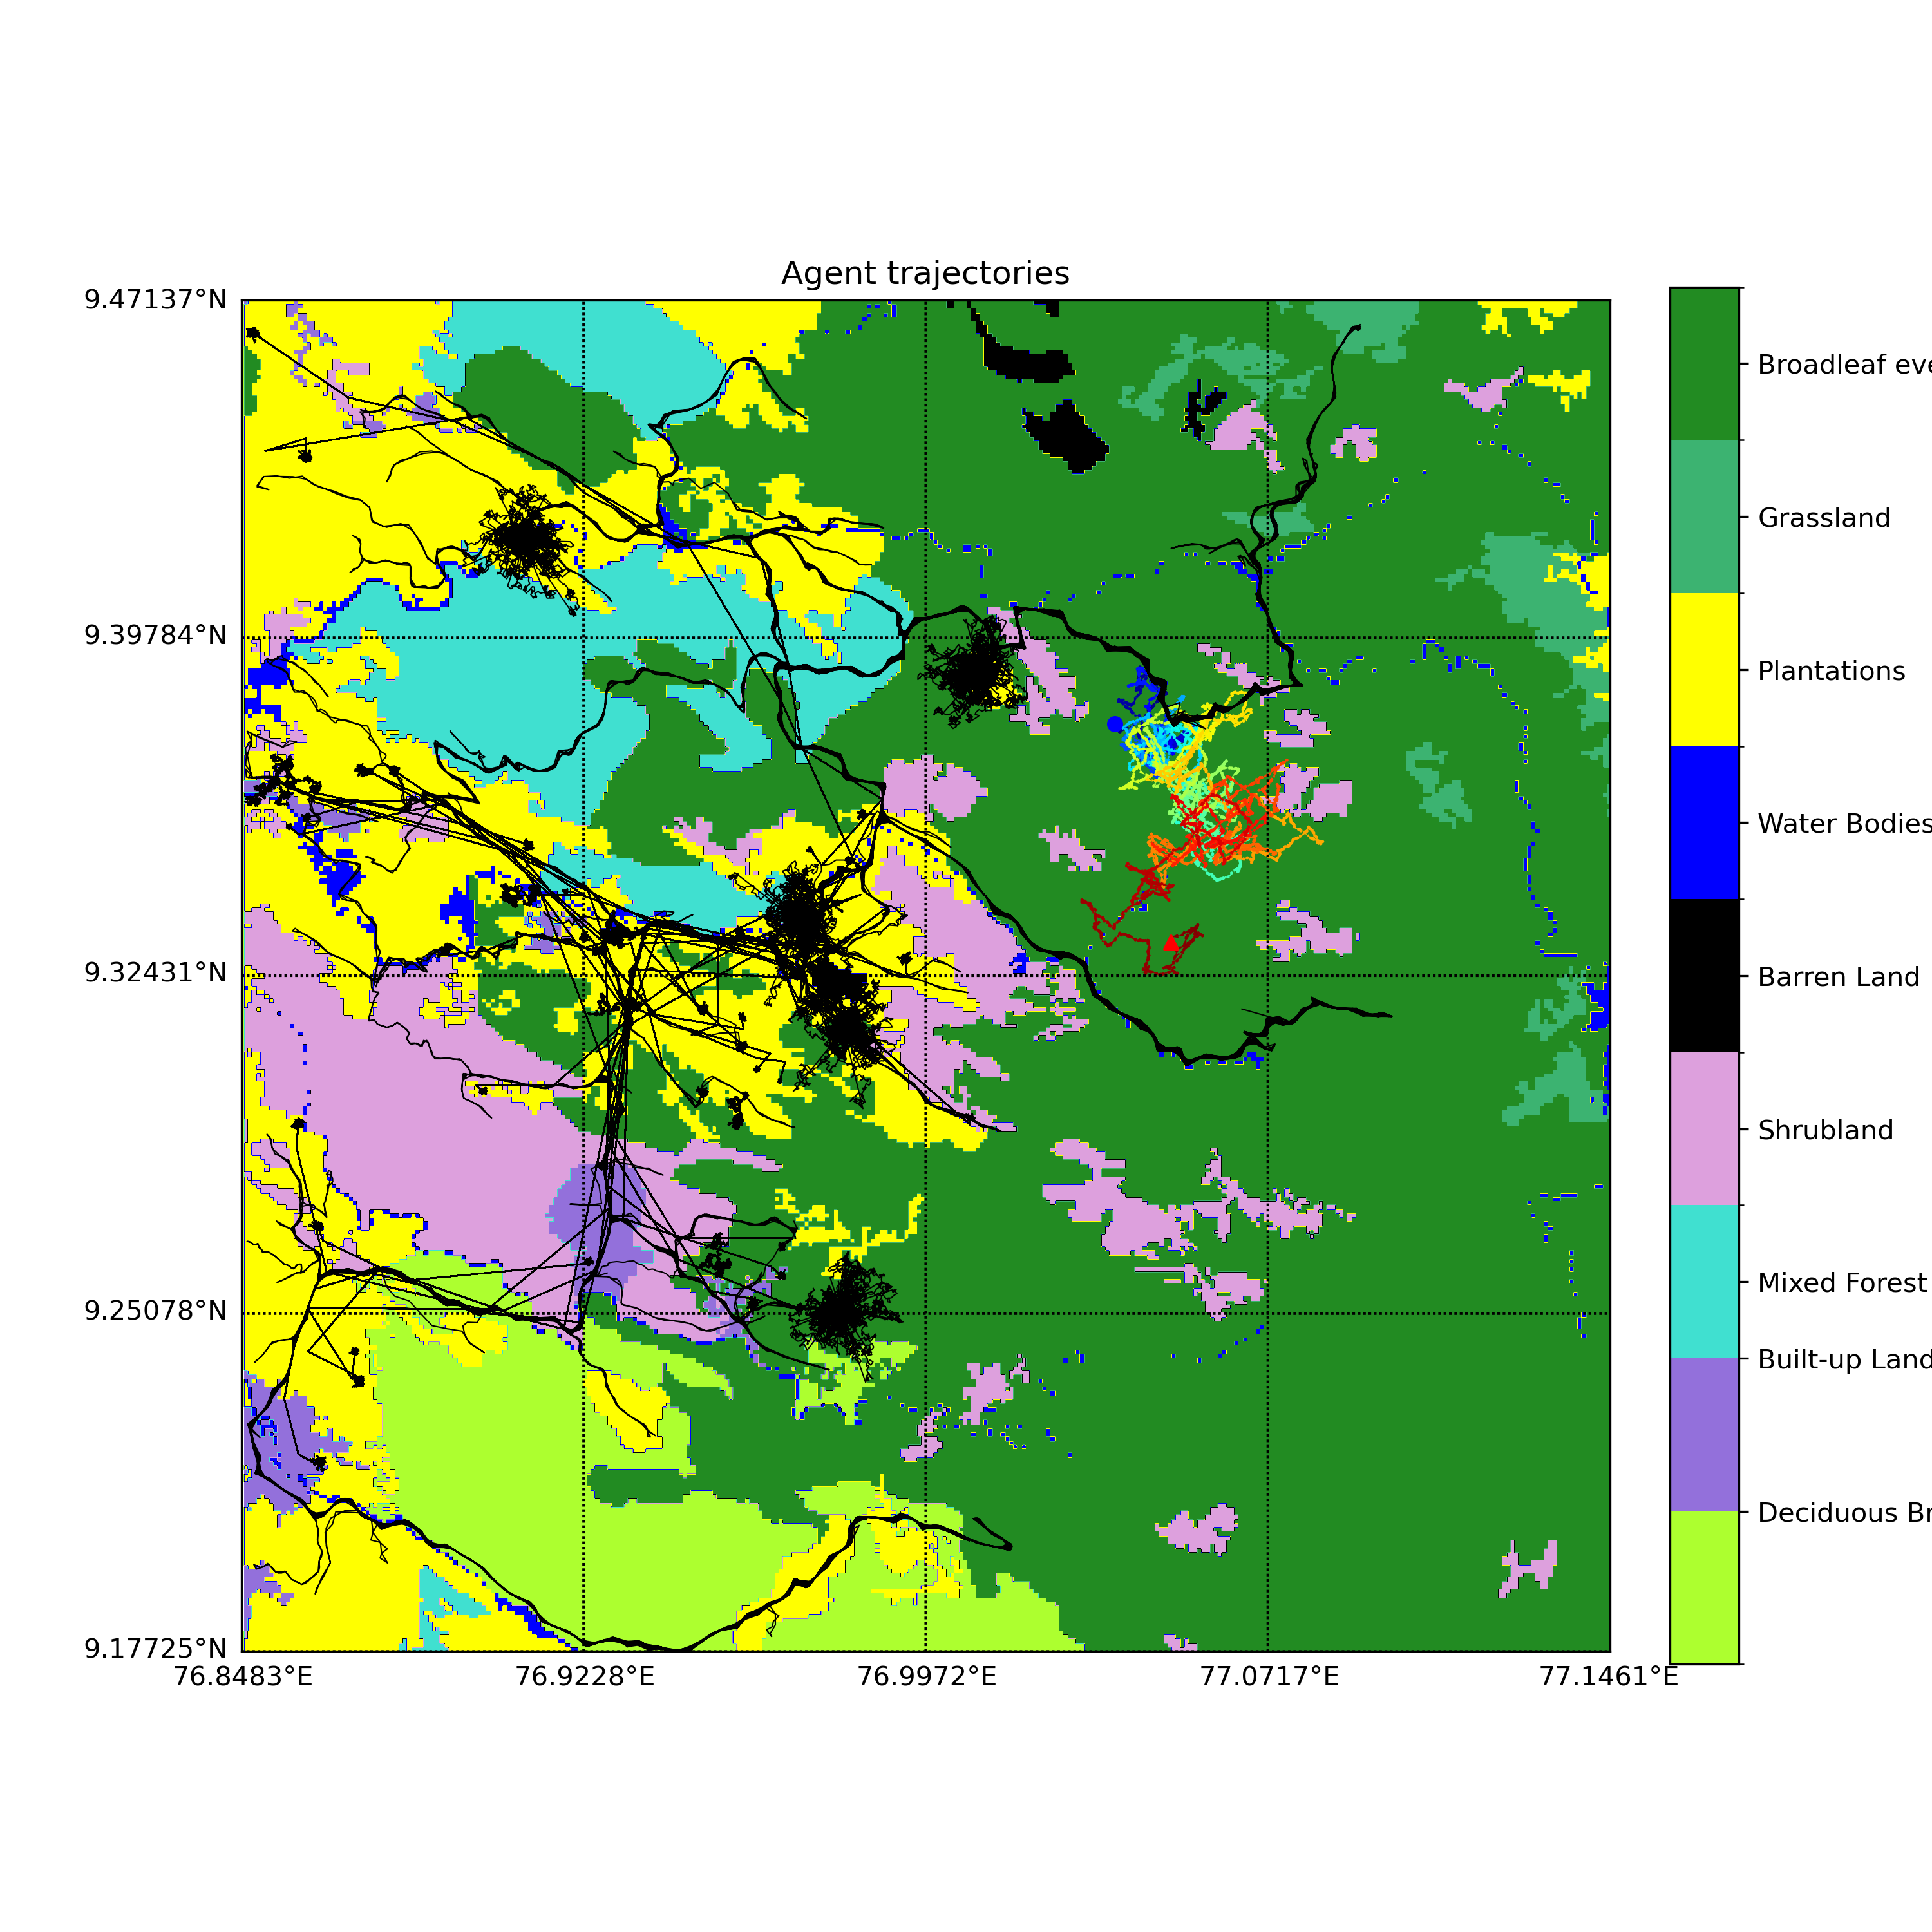 Agent trajectories
9.47137°N
9.39784°N
9.32431°N
9.25078°N
9.17725°N
76.8483°E
76.9228°E
76.9972°E
77.0717°E
77.1461°E
Broadleaf eve
Grassland
Plantations
Water Bodies
Barren Land
Shrubland
Mixed Forest
Built-up Land
Deciduous Br